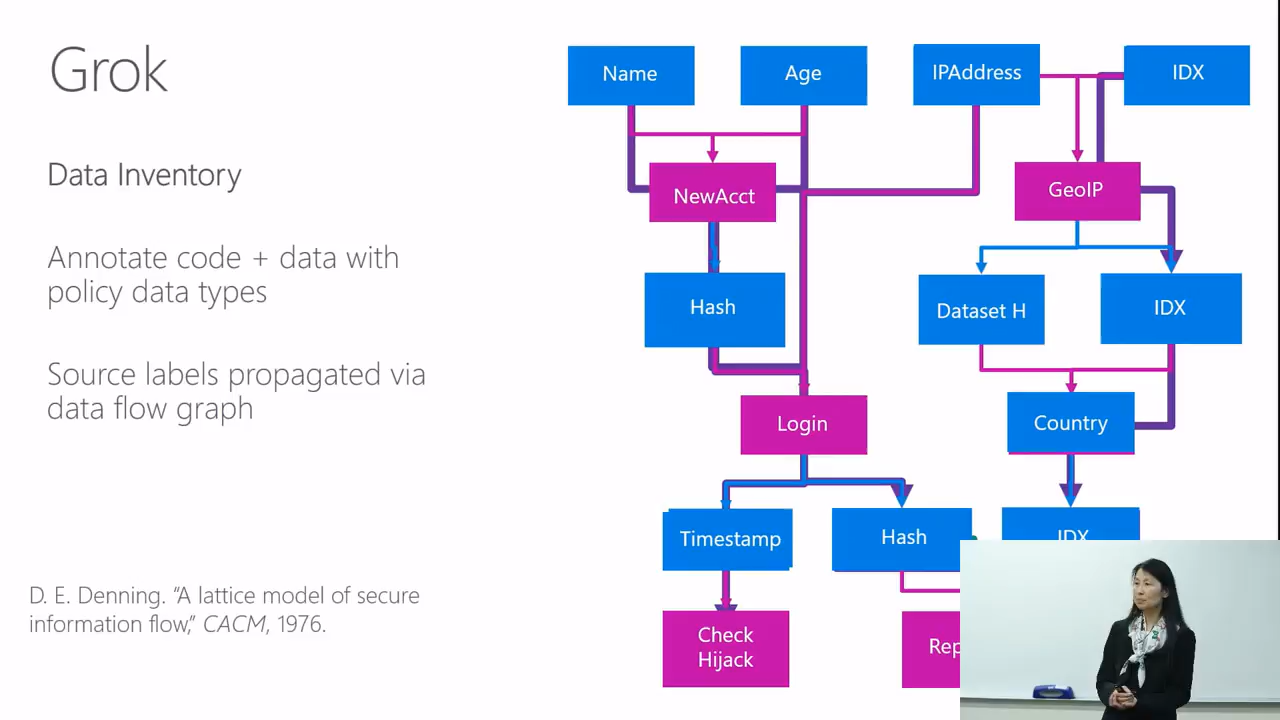 Grok
Data Inventory
Annotate code + data with
policy data types
Source labels propagated via
data flow graph
D. E. Denning. “A lattice model of secure
information flow,” CACM, 1976.
Name
Age
IPAddress
IDX
NewAcct
GeoIP
Hash
Dataset H
IDX
Login
Country
Timestamp
Hash
IDX
Check
Hijack